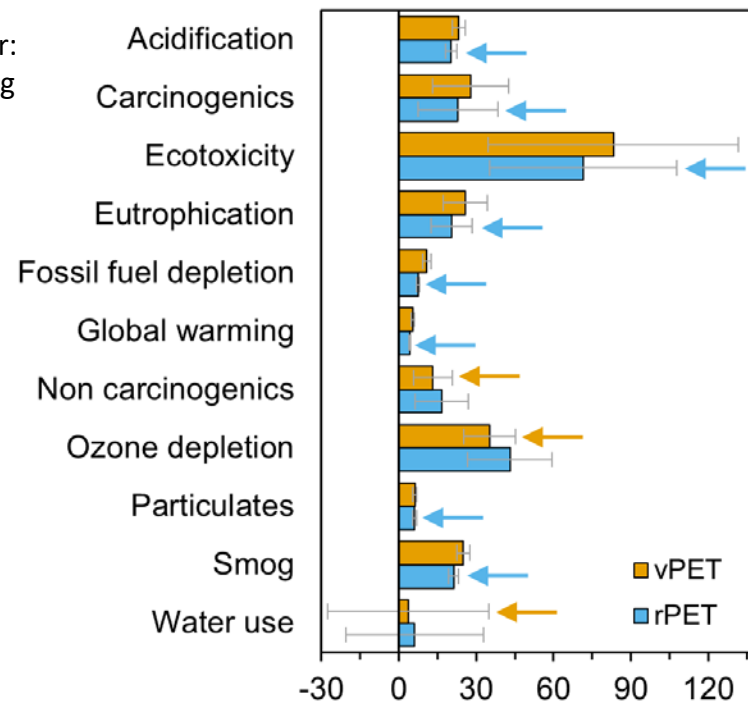 r:
g
Acidification
Carcinogenics
Ecotoxicity
Eutrophication
Fossil fuel depletion
Global warming
Non carcinogenics
Ozone depletion
Particulates
Smog
Water use
vPET
rPET
-30 0 30 60 90 120